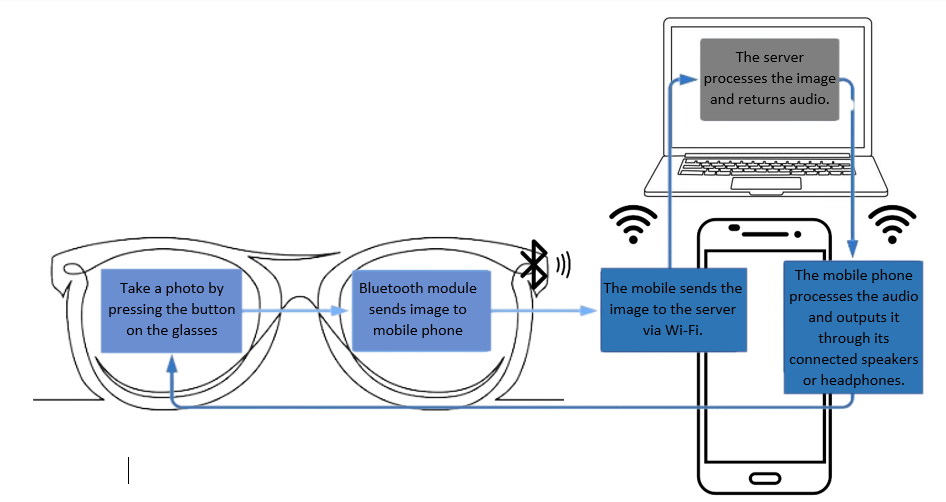 Take a photo by
pressing the button
on the glasses
Bluetooth module
sends image to
mobile phone
The mobile sends the
image to the server
via Wi-Fi.
The server
processes the image
and returns audio.
The mobile phone
processes the audio
and outputs it
through its
connected speakers
or headphones.